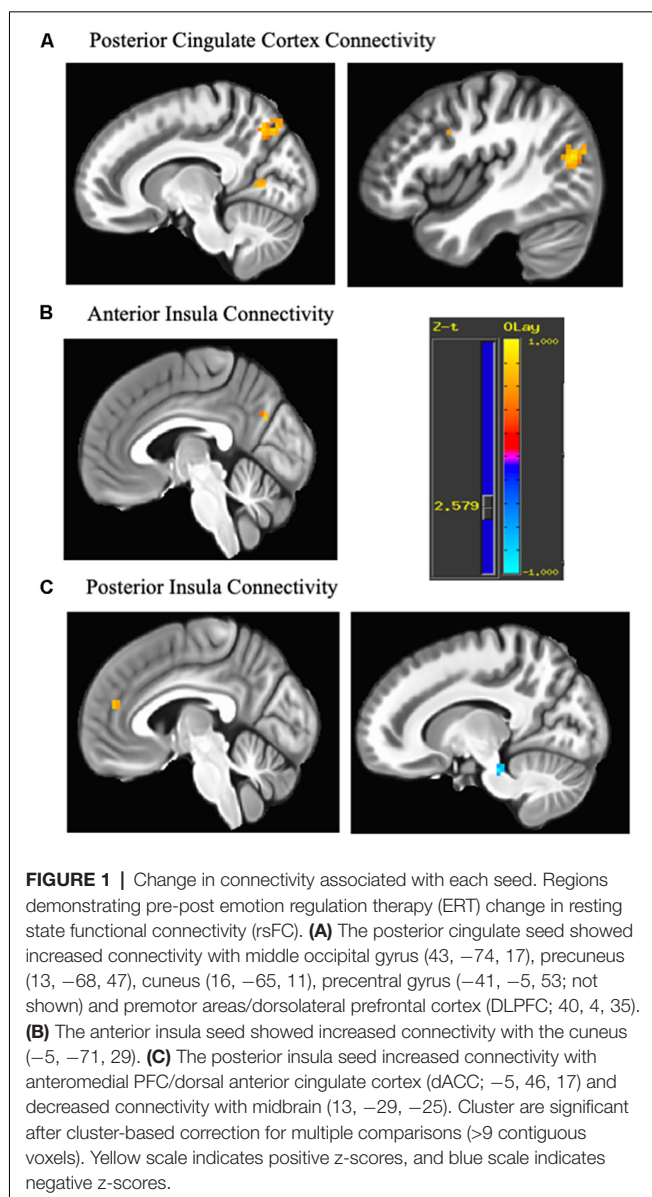 A Posterior Cingulate Cortex Connectivity
B Anterior Insula Connectivity
Z-t OLay
1.000
2.579
-1.000
C Posterior Insula Connectivity
FIGURE 1 | Change in connectivity associated with each seed. Regions
demonstrating pre-post emotion regulation therapy (ERT) change in resting
state functional connectivity (rsFC). (A) The posterior cingulate seed showed
increased connectivity with middle occipital gyrus (43, −74, 17), precuneus
(13, −68, 47), cuneus (16, −65, 11), precentral gyrus (−41, −5, 53; not
shown) and premotor areas/dorsolateral prefrontal cortex (DLPFC; 40, 4, 35).
(B) The anterior insula seed showed increased connectivity with the cuneus
(−5, −71, 29). (C) The posterior insula seed increased connectivity with
anteromedial PFC/dorsal anterior cingulate cortex (dACC; −5, 46, 17) and
decreased connectivity with midbrain (13, −29, −25). Cluster are significant
after cluster-based correction for multiple comparisons (>9 contiguous
voxels). Yellow scale indicates positive z-scores, and blue scale indicates
negative z-scores.